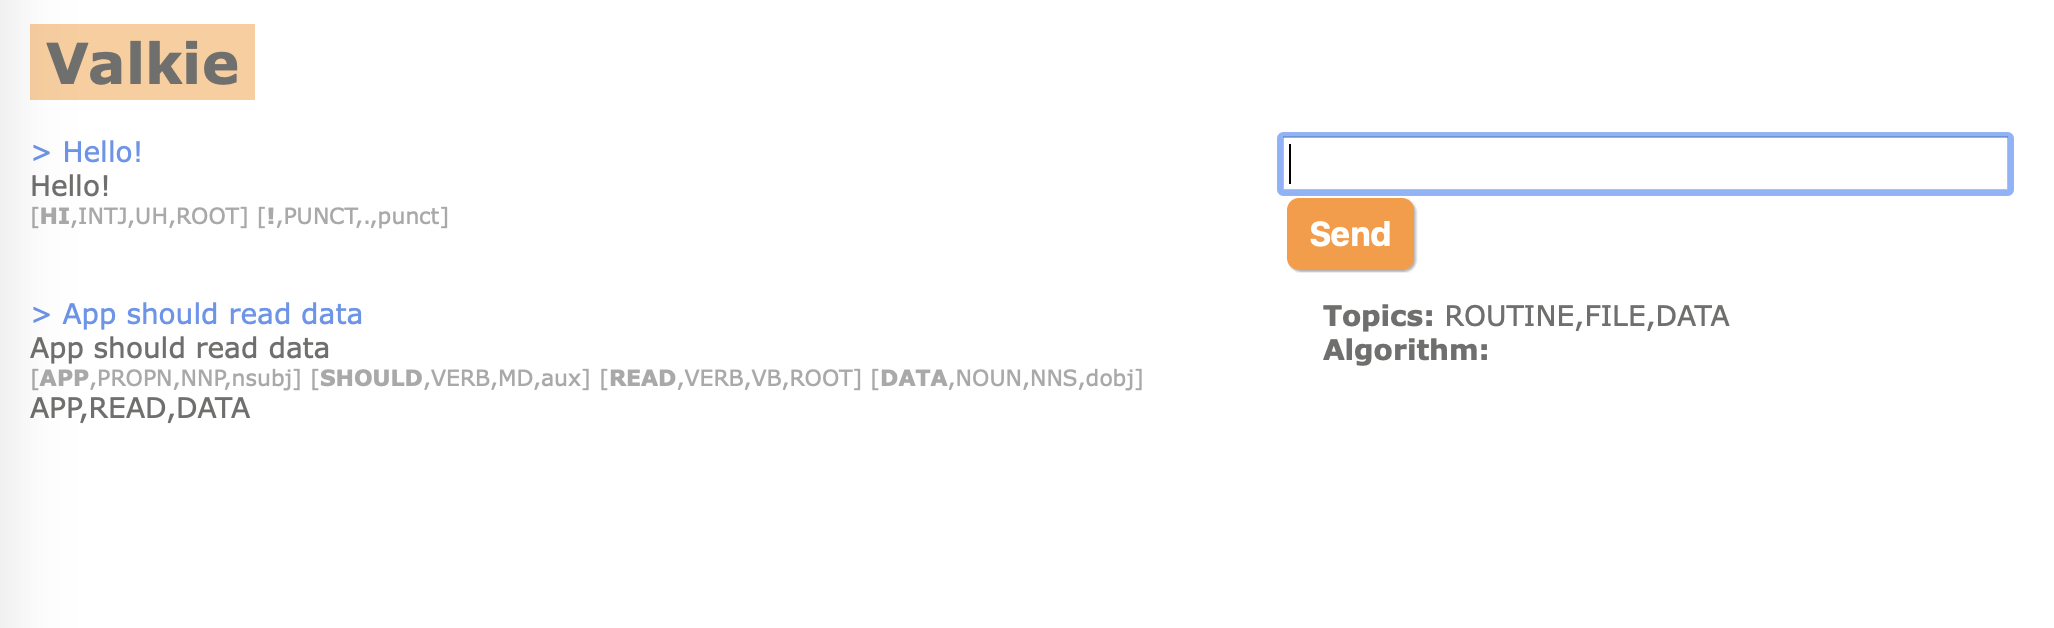 Valkie
> Hello!
Hello!
[HI,INTJ,UH,ROOT] [!,PUNCT,.,punct]
> App should read data
App should read data
[APP,PROPN,NNP,nsubj] [SHOULD,VERB,MD,aux] [READ,VERB,VB,ROOT] [DATA,NOUN,NNS,dobj]
APP,READ,DATA
Send
Topics: ROUTINE,FILE,DATA
Algorithm: